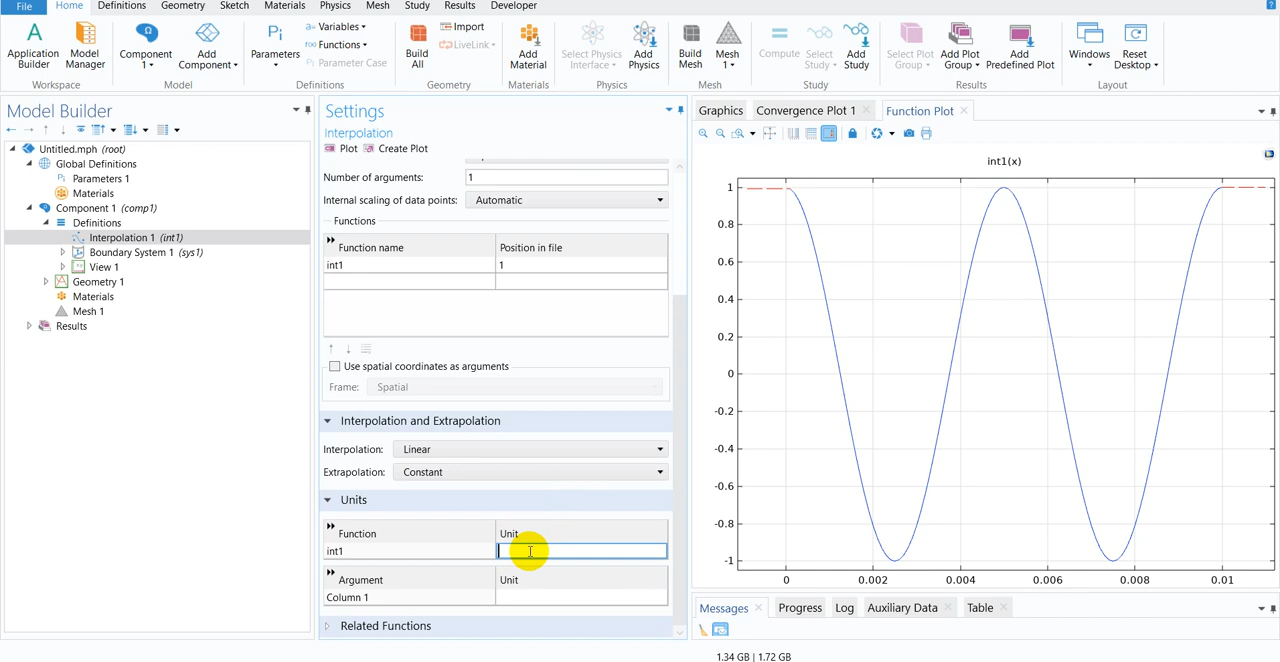 File Home Definitions Geometry Sketch Materials Physics Mesh Study Results Developer
Application Builder
Model Manager
Workspace
Component 1
Add Component
Model
Parameters
a= Variables
f(x) Functions
Pi Parameter Case
Definitions
Build All
Import
LiveLink
Geometry
Add Material
Materials
Select Physics Interface
Add Physics
Physics
Build Mesh
Mesh 1
Mesh
Compute
Select Study
Add Study
Study
Select Plot Group
Add Plot Group
Add Predefined Plot
Results
Windows
Reset Desktop
Layout
Model Builder
Untitled.mph (root)
Global Definitions
Pi Parameters 1
Materials
Component 1 (comp1)
Definitions
Interpolation 1 (int1)
Boundary System 1 (sys1)
View 1
Geometry 1
Materials
Mesh 1
Results
Settings
Interpolation
Plot Create Plot
Number of arguments: 1
Internal scaling of data points: Automatic
Functions
Function name Position in file
int1 1
Use spatial coordinates as arguments
Frame: Spatial
Interpolation and Extrapolation
Interpolation: Linear
Extrapolation: Constant
Units
Function Unit
int1
Argument Unit
Column 1
Related Functions
Graphics Convergence Plot 1 Function Plot
int1(x)
1
0.8
0.6
0.4
0.2
0
-0.2
-0.4
-0.6
-0.8
-1
0 0.002 0.004 0.006 0.008 0.01
Messages Progress Log Auxiliary Data Table
1.34 GB | 1.72 GB